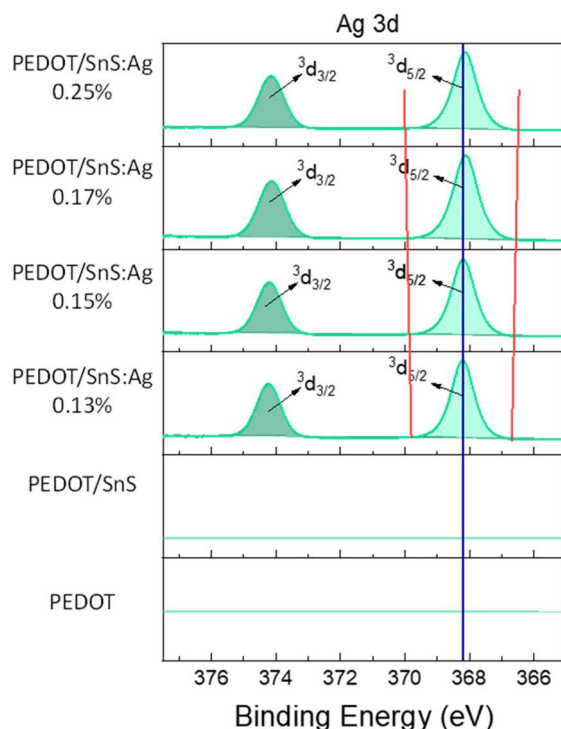 Ag 3d
PEDOT/SnS:Ag
0.25%
³d₃/₂
³d₅/₂
PEDOT/SnS:Ag
0.17%
³d₃/₂
³d₅/₂
PEDOT/SnS:Ag
0.15%
³d₃/₂
³d₅/₂
PEDOT/SnS:Ag
0.13%
³d₃/₂
³d₅/₂
PEDOT/SnS
PEDOT
376 374 372 370 368 366
Binding Energy (eV)